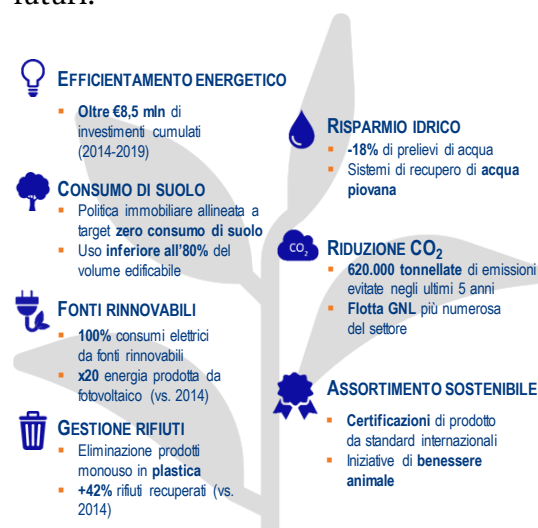 futuri.
EFFICIENTAMENTO ENERGETICO
▪ Oltre €8,5 mln di
investimenti cumulati
(2014-2019)
CONSUMO DI SUOLO
▪ Politica immobiliare allineata a
target zero consumo di suolo
▪ Uso inferiore all'80% del
volume edificabile
FONTI RINNOVABILI
▪ 100% consumi elettrici
da fonti rinnovabili
▪ x20 energia prodotta da
fotovoltaico (vs. 2014)
GESTIONE RIFIUTI
▪ Eliminazione prodotti
monouso in plastica
▪ +42% rifiuti recuperati (vs.
2014)
RISPARMIO IDRICO
▪ -18% di prelievi di acqua
▪ Sistemi di recupero di acqua
piovana
CO2
RIDUZIONE CO2
▪ 620.000 tonnellate di emissioni
evitate negli ultimi 5 anni
▪ Flotta GNL più numerosa
del settore
ASSORTIMENTO SOSTENIBILE
▪ Certificazioni di prodotto
da standard internazionali
▪ Iniziative di benessere
animale